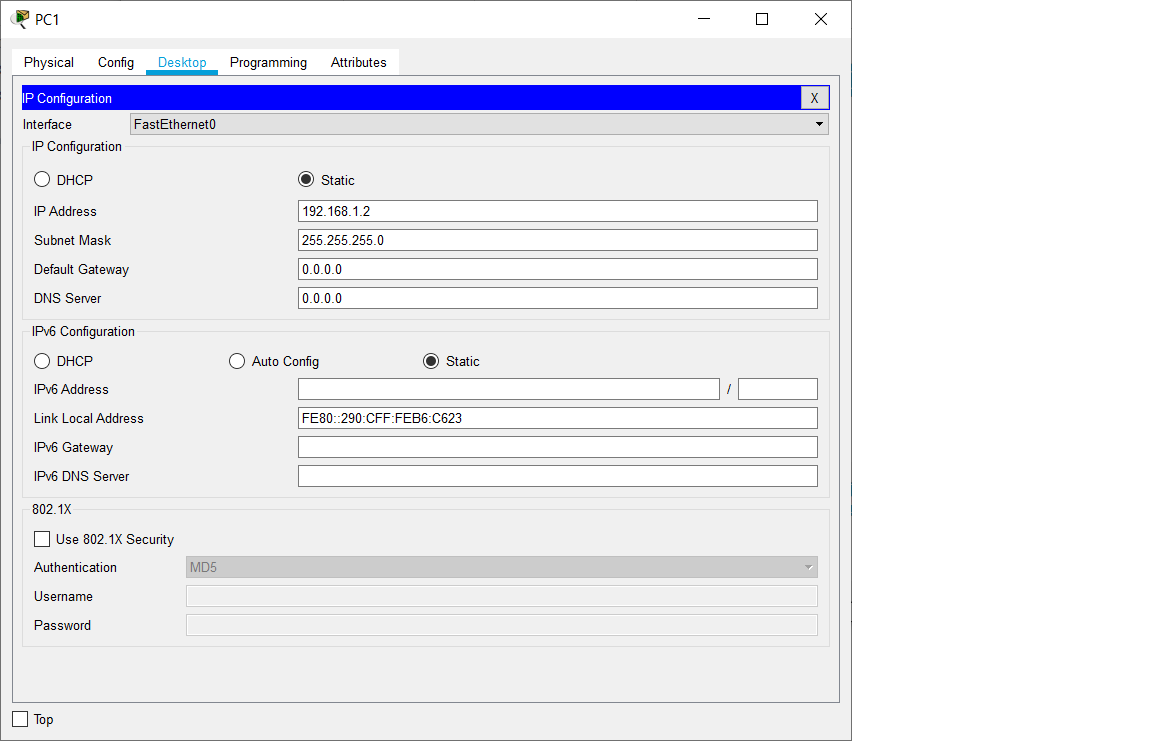 PC1
Physical Config Desktop Programming Attributes
IP Configuration X
Interface FastEthernet0
IP Configuration
DHCP Static
IP Address 192.168.1.2
Subnet Mask 255.255.255.0
Default Gateway 0.0.0.0
DNS Server 0.0.0.0
IPv6 Configuration
DHCP Auto Config Static
IPv6 Address /
Link Local Address FE80::290:CFF:FEB6:C623
IPv6 Gateway
IPv6 DNS Server
802.1X
Use 802.1X Security
Authentication MD5
Username
Password
Top